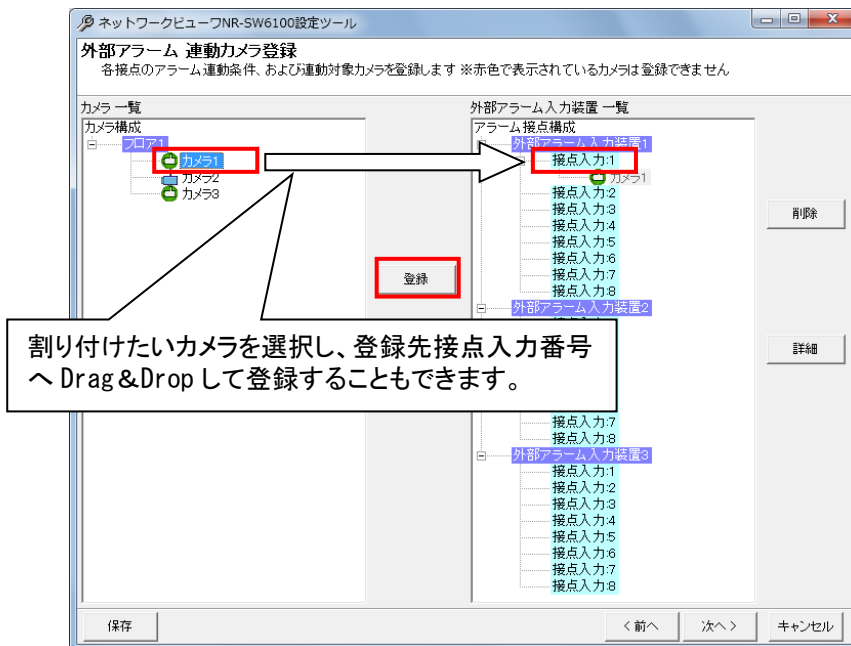 ネットワークビューワNR-SW6100設定ツール
外部アラーム 連動カメラ登録
各接点のアラーム連動条件、および連動対象カメラを登録します ※赤色で表示されているカメラは登録できません
カメラ 一覧
カメラ構成
フロア1
カメラ1
カメラ2
カメラ3
登録
外部アラーム入力装置 一覧
アラーム接点構成
外部アラーム入力装置1
接点入力:1
カメラ1
接点入力:2
接点入力:3
接点入力:4
接点入力:5
接点入力:6
接点入力:7
接点入力:8
外部アラーム入力装置2
接点入力:7
接点入力:8
外部アラーム入力装置3
接点入力:1
接点入力:2
接点入力:3
接点入力:4
接点入力:5
接点入力:6
接点入力:7
接点入力:8
削除
詳細
割り付けたいカメラを選択し、登録先接点入力番号
へ Drag&Drop して登録することもできます。
保存
<前へ
次へ>
キャンセル